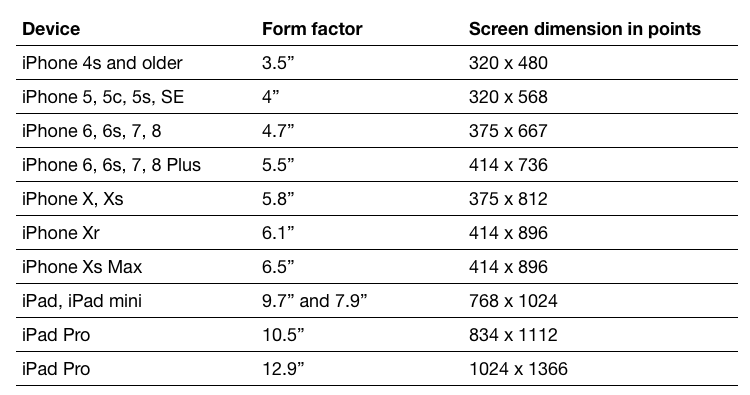 Device Form factor Screen dimension in points
iPhone 4s and older 3.5” 320 x 480
iPhone 5, 5c, 5s, SE 4” 320 x 568
iPhone 6, 6s, 7, 8 4.7” 375 x 667
iPhone 6, 6s, 7, 8 Plus 5.5” 414 x 736
iPhone X, Xs 5.8” 375 x 812
iPhone Xr 6.1” 414 x 896
iPhone Xs Max 6.5” 414 x 896
iPad, iPad mini 9.7” and 7.9” 768 x 1024
iPad Pro 10.5” 834 x 1112
iPad Pro 12.9” 1024 x 1366